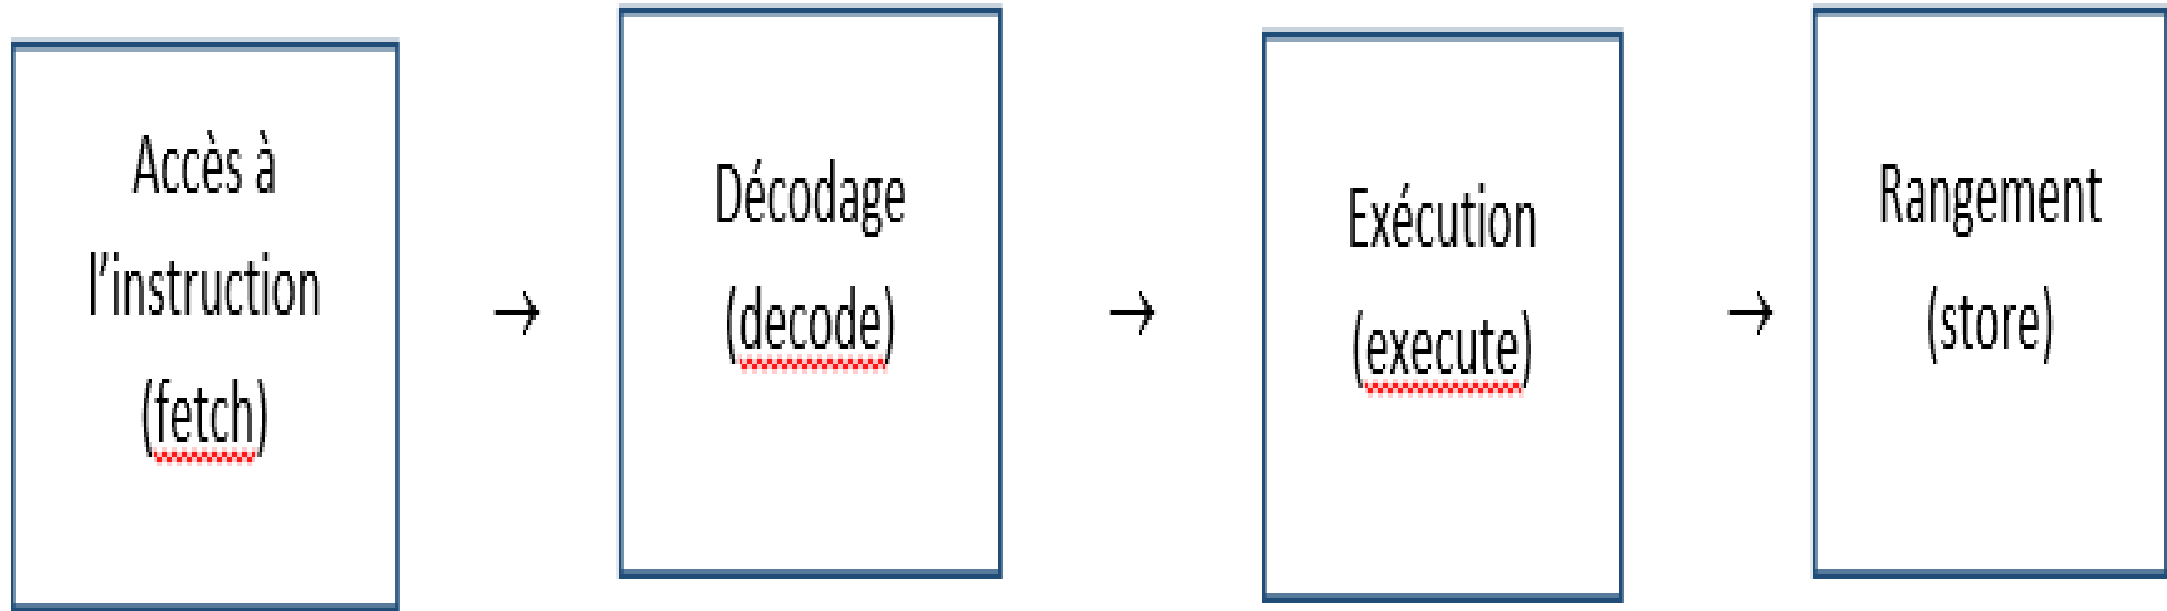 Accès à
l’instruction
(fetch)
→
Décodage
(decode)
→
Exécution
(execute)
→
Rangement
(store)